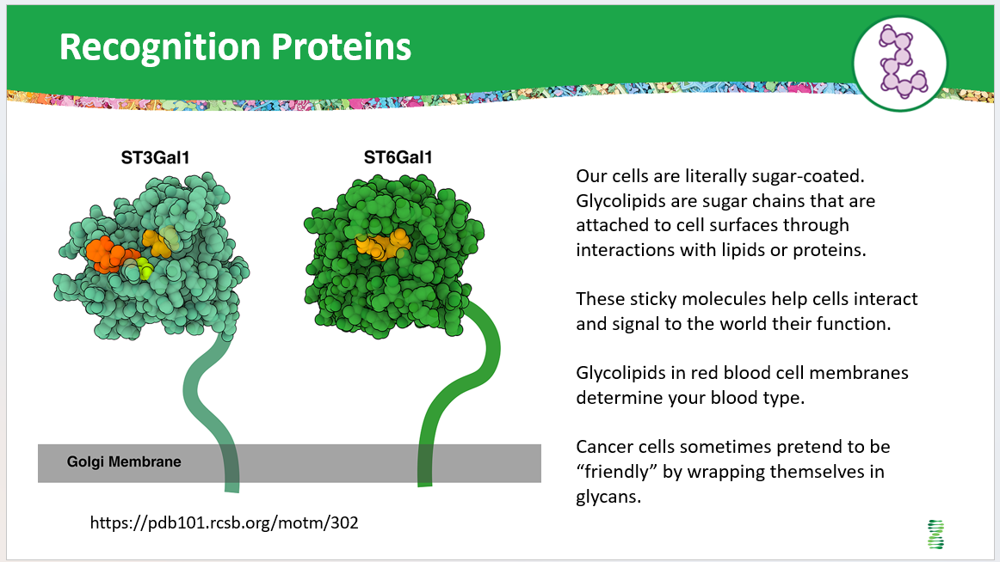 Recognition Proteins
ST3Gal1
ST6Gal1
Golgi Membrane
https://pdb101.rcsb.org/motm/302
Our cells are literally sugar-coated.
Glycolipids are sugar chains that are
attached to cell surfaces through
interactions with lipids or proteins.
These sticky molecules help cells interact
and signal to the world their function.
Glycolipids in red blood cell membranes
determine your blood type.
Cancer cells sometimes pretend to be
“friendly” by wrapping themselves in
glycans.